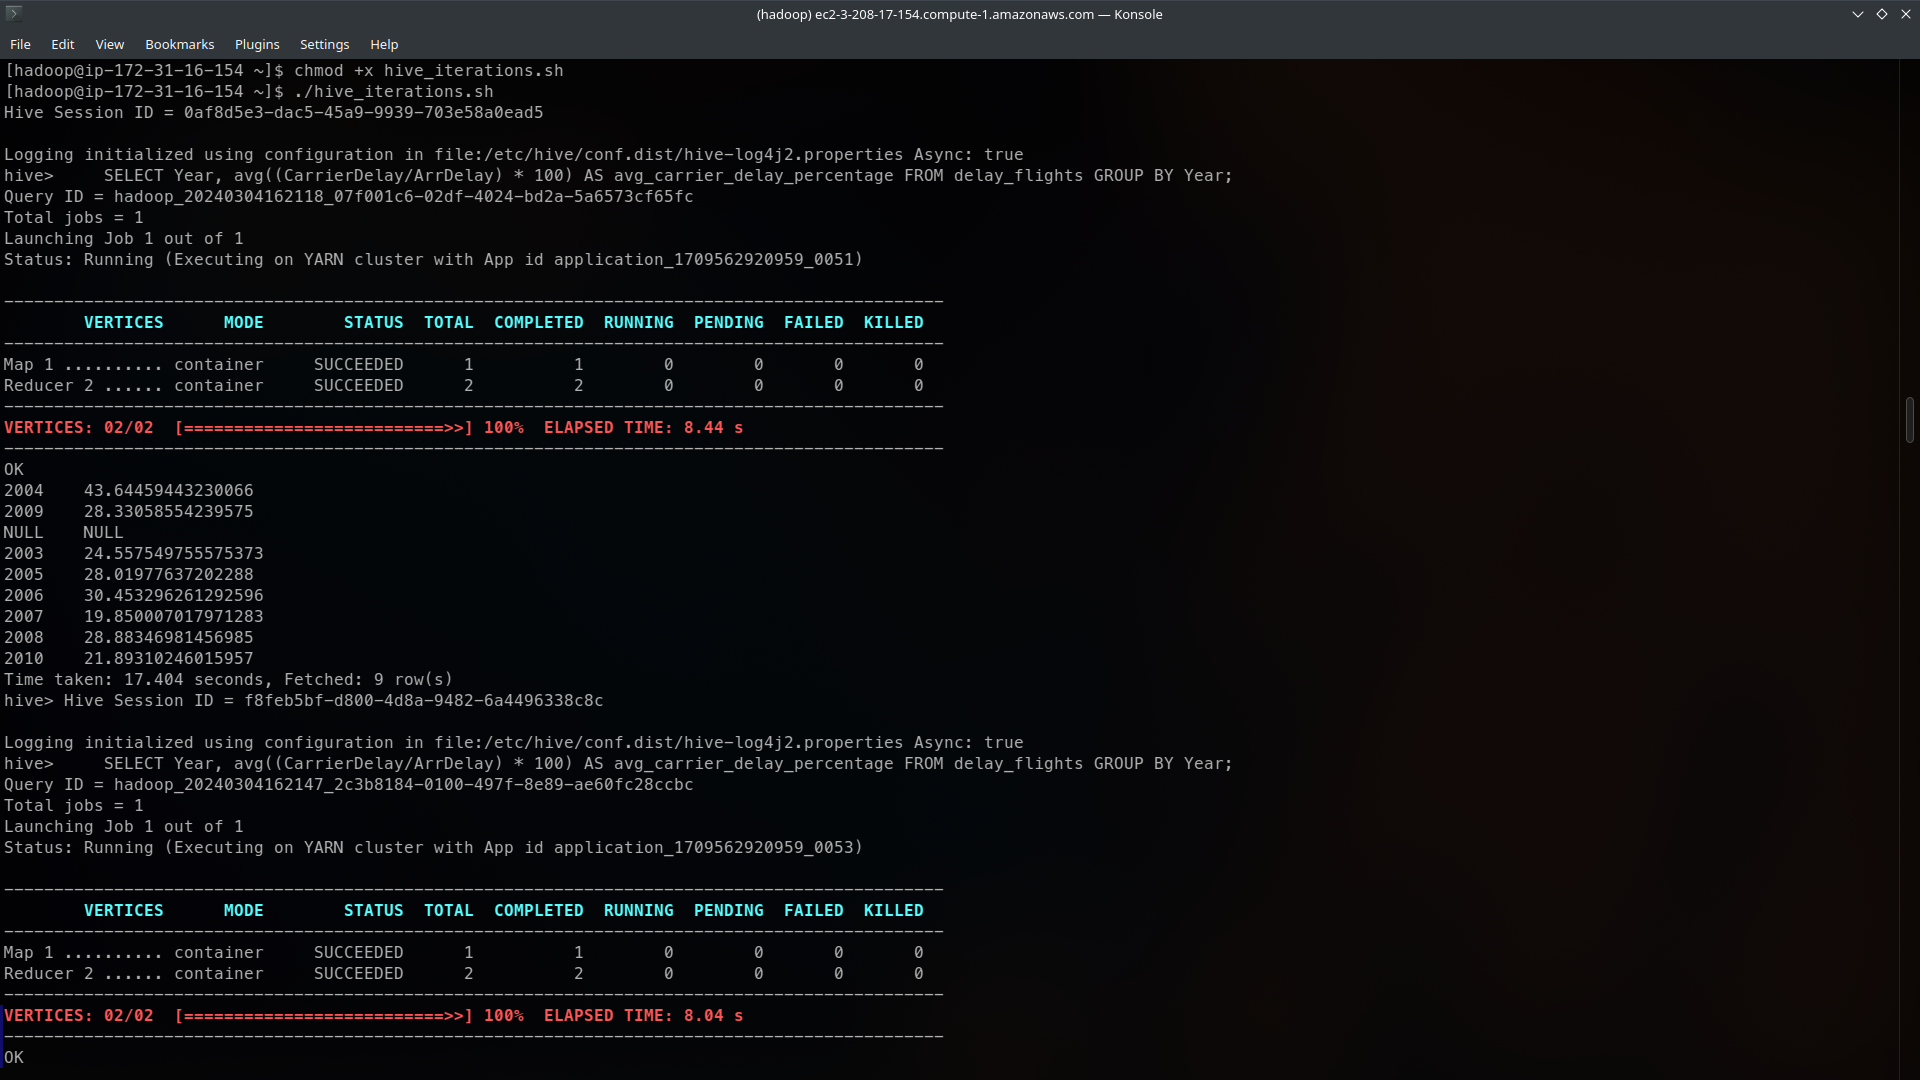 (hadoop) ec2-3-208-17-154.compute-1.amazonaws.com — Konsole
File Edit View Bookmarks Plugins Settings Help
[hadoop@ip-172-31-16-154 ~]$ chmod +x hive_iterations.sh
[hadoop@ip-172-31-16-154 ~]$ ./hive_iterations.sh
Hive Session ID = 0af8d5e3-dac5-45a9-9939-703e58a0ead5
Logging initialized using configuration in file:/etc/hive/conf.dist/hive-log4j2.properties Async: true
hive>     SELECT Year, avg((CarrierDelay/ArrDelay) * 100) AS avg_carrier_delay_percentage FROM delay_flights GROUP BY Year;
Query ID = hadoop_20240304162118_07f001c6-02df-4024-bd2a-5a6573cf65fc
Total jobs = 1
Launching Job 1 out of 1
Status: Running (Executing on YARN cluster with App id application_1709562920959_0051)
----------------------------------------------------------------------------------------------
        VERTICES      MODE        STATUS  TOTAL  COMPLETED  RUNNING  PENDING  FAILED  KILLED
----------------------------------------------------------------------------------------------
Map 1 .......... container     SUCCEEDED      1          1        0        0       0       0
Reducer 2 ...... container     SUCCEEDED      2          2        0        0       0       0
----------------------------------------------------------------------------------------------
VERTICES: 02/02  [==========================>>] 100%  ELAPSED TIME: 8.44 s
----------------------------------------------------------------------------------------------
OK
2004    43.64459443230066
2009    28.33058554239575
NULL    NULL
2003    24.557549755575373
2005    28.01977637202288
2006    30.453296261292596
2007    19.850007017971283
2008    28.88346981456985
2010    21.89310246015957
Time taken: 17.404 seconds, Fetched: 9 row(s)
hive> Hive Session ID = f8feb5bf-d800-4d8a-9482-6a4496338c8c
Logging initialized using configuration in file:/etc/hive/conf.dist/hive-log4j2.properties Async: true
hive>     SELECT Year, avg((CarrierDelay/ArrDelay) * 100) AS avg_carrier_delay_percentage FROM delay_flights GROUP BY Year;
Query ID = hadoop_20240304162147_2c3b8184-0100-497f-8e89-ae60fc28ccbc
Total jobs = 1
Launching Job 1 out of 1
Status: Running (Executing on YARN cluster with App id application_1709562920959_0053)
----------------------------------------------------------------------------------------------
        VERTICES      MODE        STATUS  TOTAL  COMPLETED  RUNNING  PENDING  FAILED  KILLED
----------------------------------------------------------------------------------------------
Map 1 .......... container     SUCCEEDED      1          1        0        0       0       0
Reducer 2 ...... container     SUCCEEDED      2          2        0        0       0       0
----------------------------------------------------------------------------------------------
VERTICES: 02/02  [==========================>>] 100%  ELAPSED TIME: 8.04 s
----------------------------------------------------------------------------------------------
OK